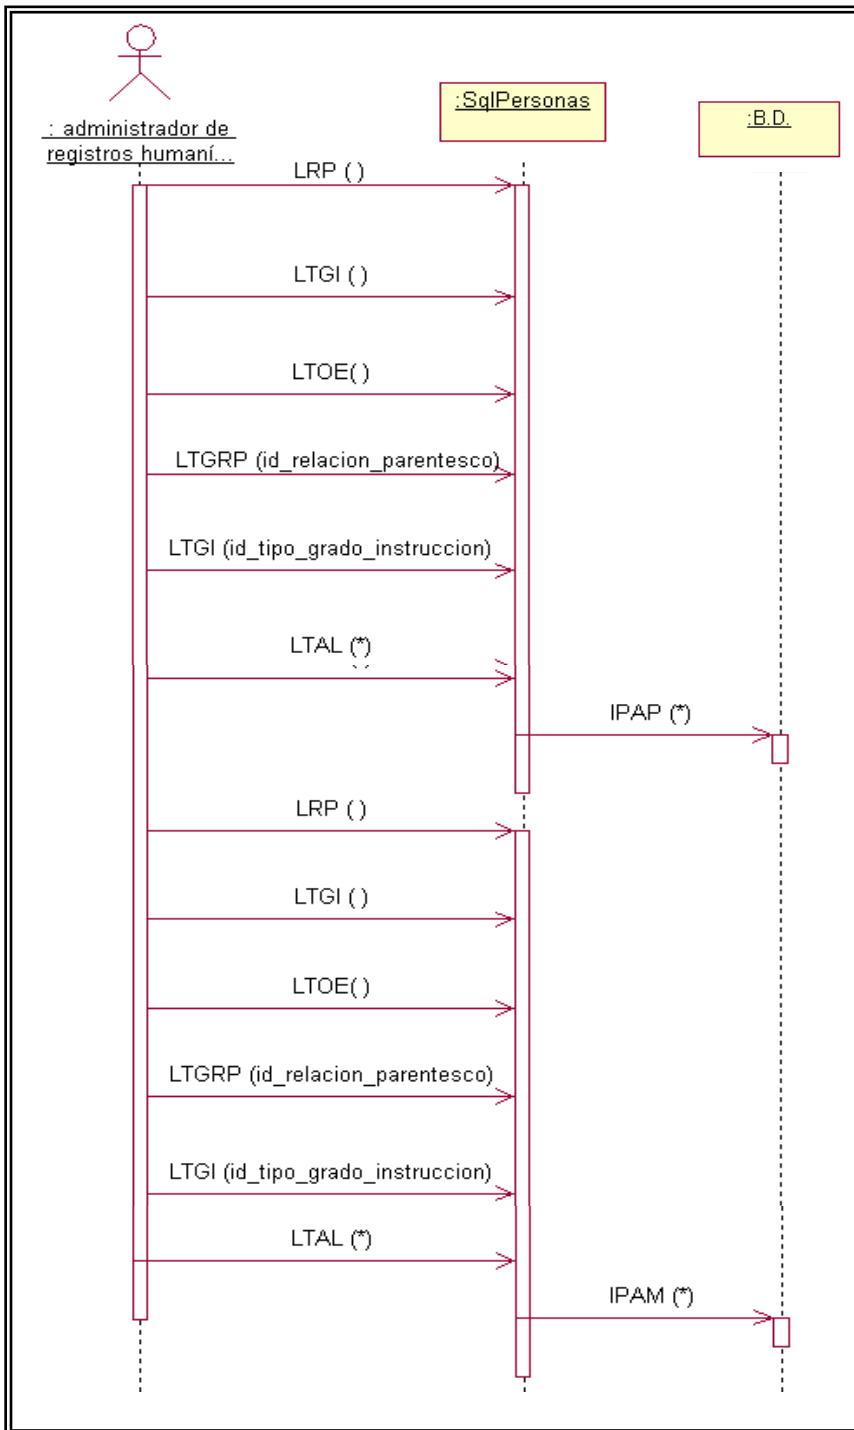 : administrador de
registros humaní...
:SqlPersonas
:B.D.
LRP ( )
LTGI ( )
LTOE( )
LTGRP (id_relacion_parentesco)
LTGI (id_tipo_grado_instruccion)
LTAL (*)
IPAP (*)
LRP ( )
LTGI ( )
LTOE( )
LTGRP (id_relacion_parentesco)
LTGI (id_tipo_grado_instruccion)
LTAL (*)
IPAM (*)